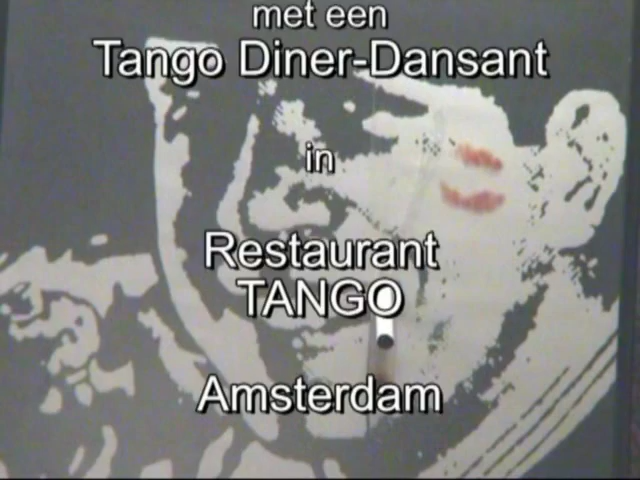 met een
Tango Diner-Dansant
in
Restaurant
TANGO
Amsterdam